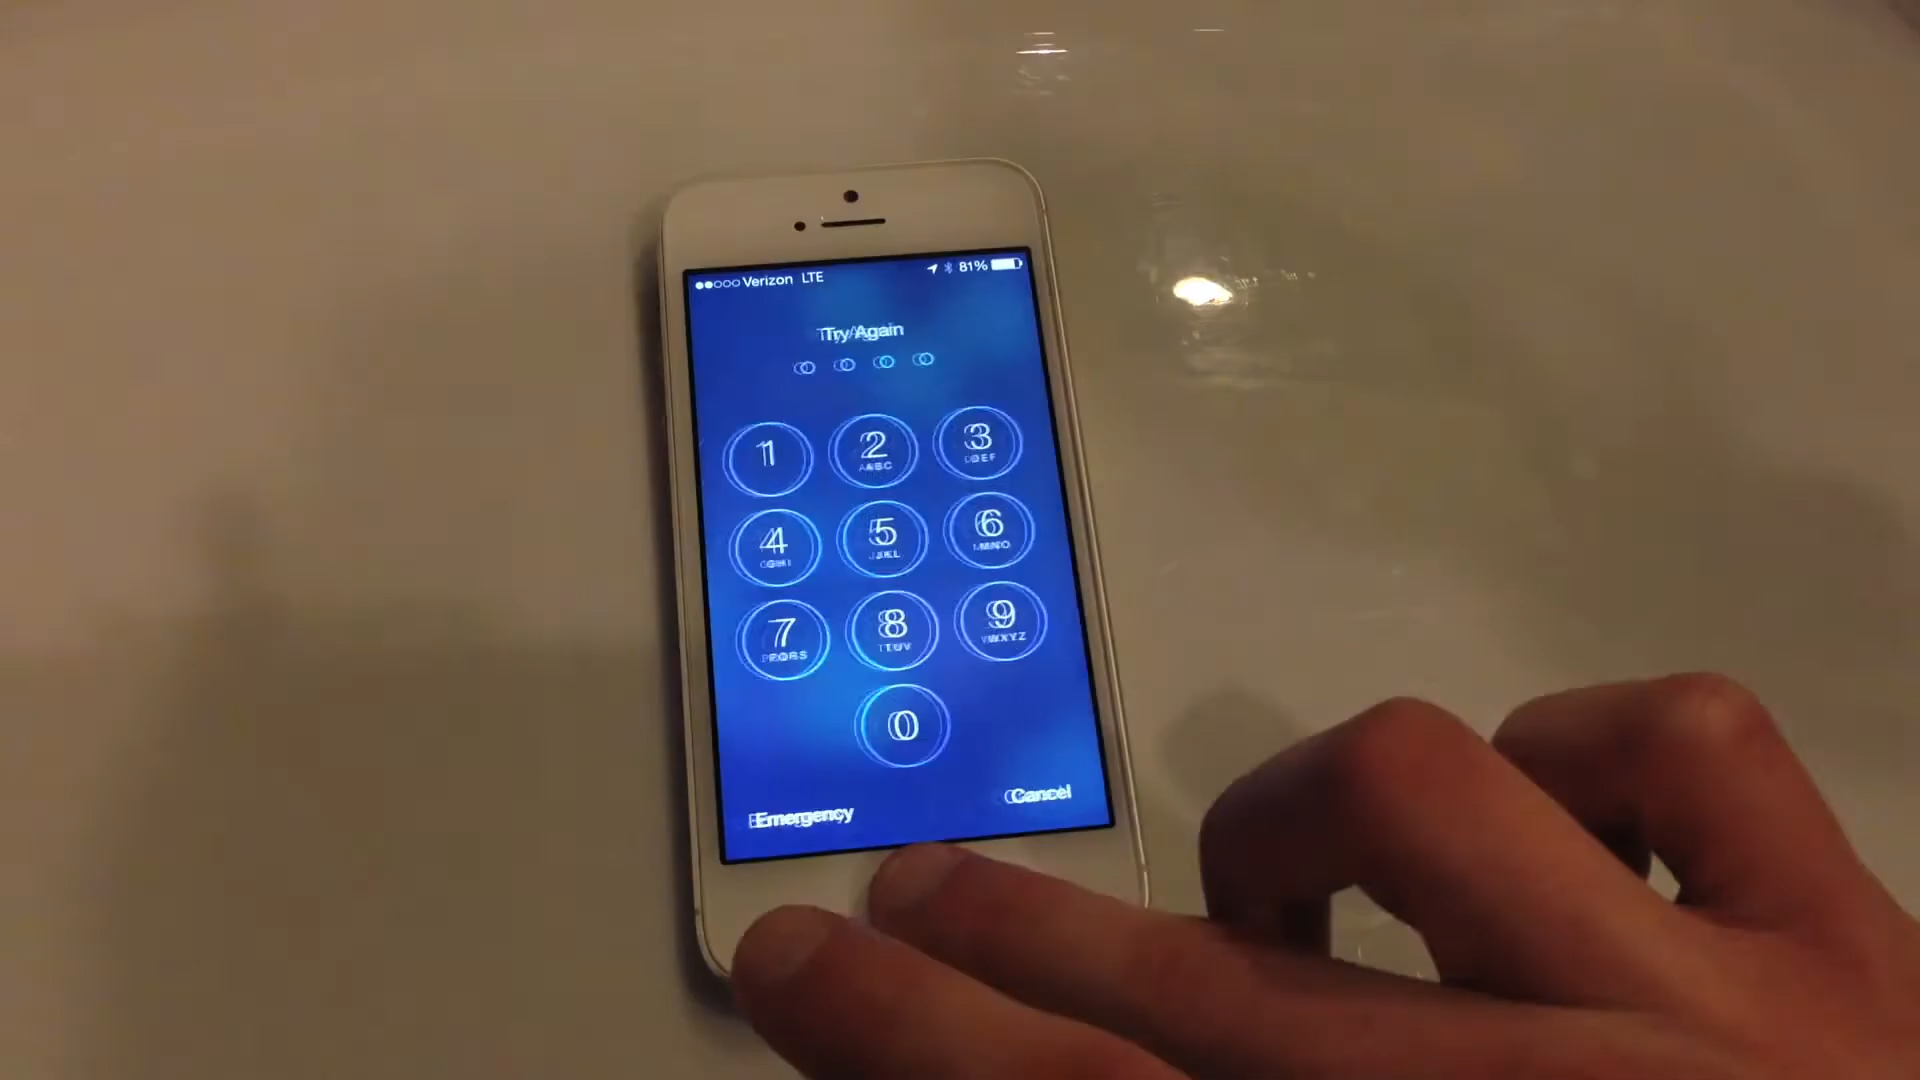 Verizon LTE 81%
Try Again
1 2 3
ABC DEF
4 5 6
GHI JKL MNO
7 8 9
PQRS TUV WXYZ
0
Emergency Cancel